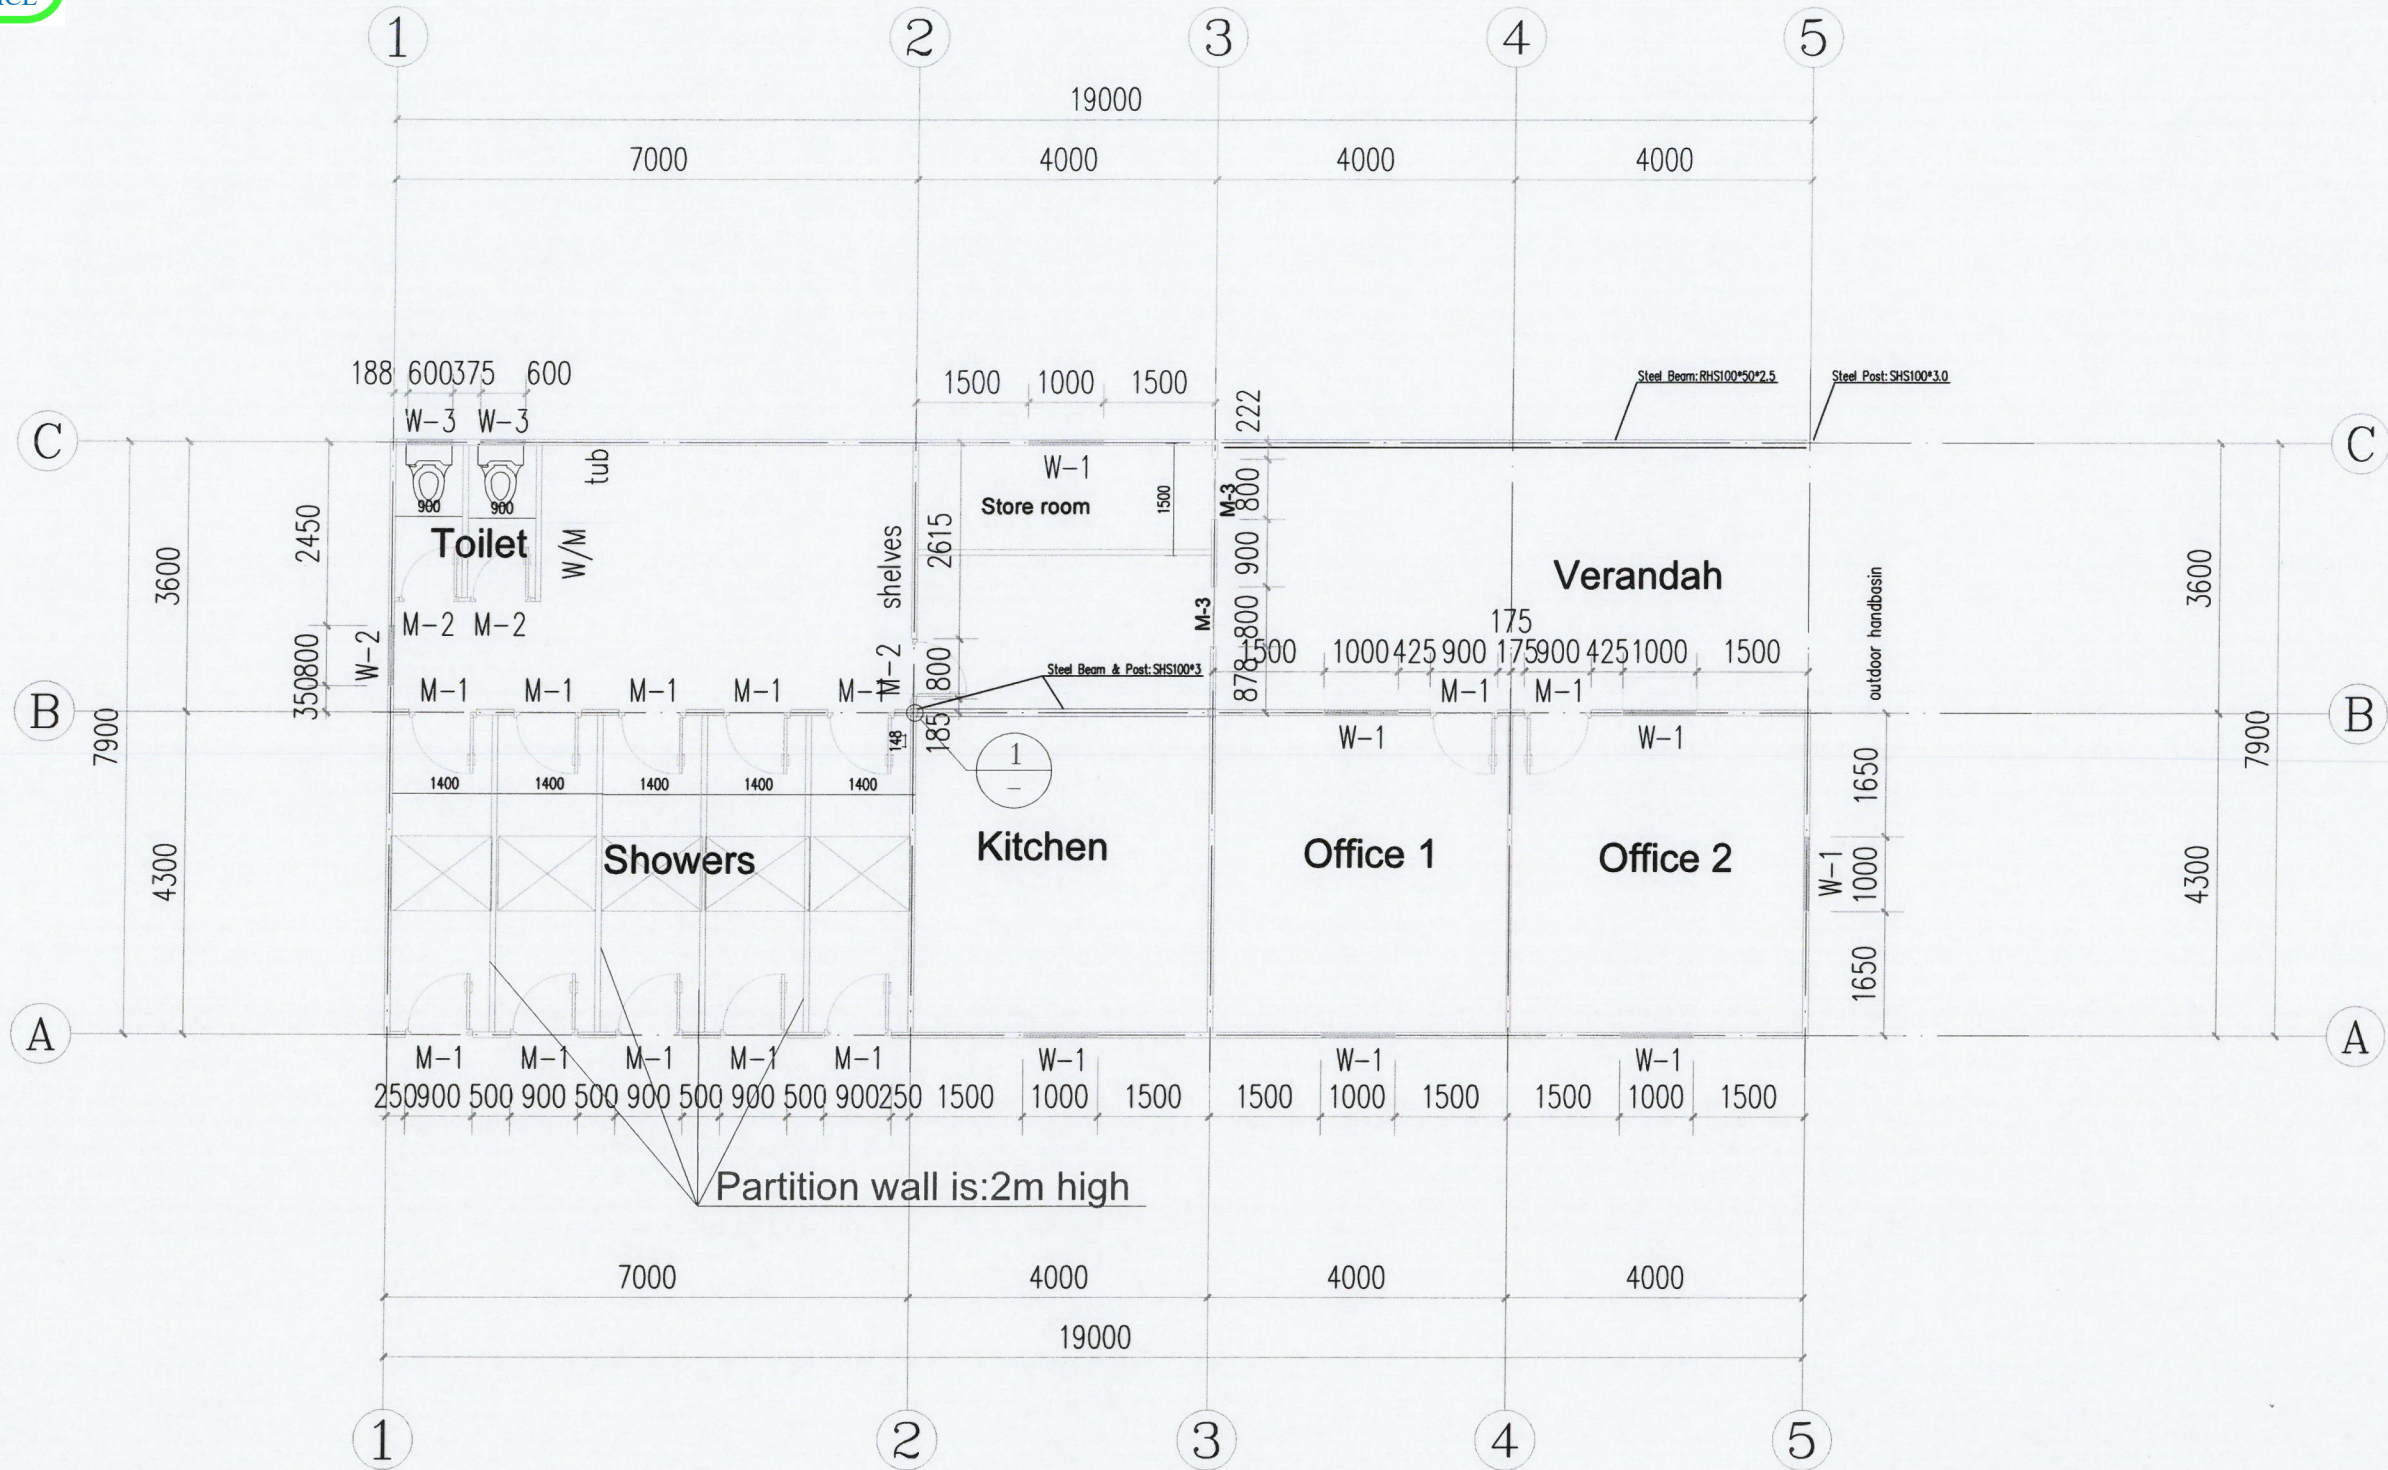 1 2 3 4 5
19000
7000 4000 4000 4000
188 600 375 600
1500 1000 1500
222
Steel Beam:RHS100*50*2.5
Steel Post:SHS100*3.0
W-3 W-3
C
C
tub
W-1
Store room
1500
M-3
800
900 900
Toilet
W/M
shelves
2615
900
Verandah
2450
3600
3600
outdoor handbasin
M-2 M-2
M-3
800
175
1500 1000 425 900 175 900 425 1000 1500
350 800
W-2
M-2
800
Steel Beam & Post:SHS100*3
878
M-1 M-1 M-1 M-1 M-1
M-1 M-1
B
B
7900
7900
148
185
W-1 W-1
1
–
1650
1400 1400 1400 1400 1400
4300
4300
Showers
Kitchen
Office 1
Office 2
W-1
1000
1650
A
A
M-1 M-1 M-1 M-1 M-1 W-1 W-1 W-1
250 900 500 900 500 900 500 900 500 900 250 1500 1000 1500 1500 1000 1500 1500 1000 1500
Partition wall is:2m high
7000 4000 4000 4000
19000
1 2 3 4 5